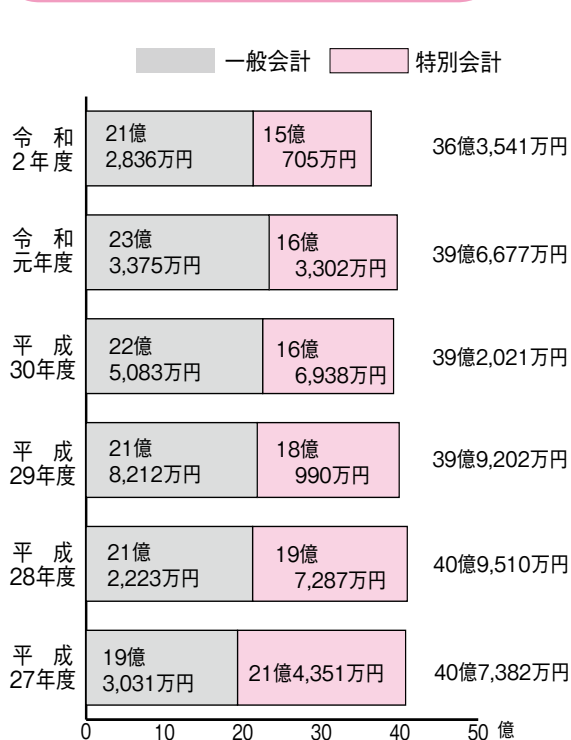 一般会計 特別会計
令 和
2年度
21億
2,836万円
15億
705万円
36億3,541万円
令 和
元年度
23億
3,375万円
16億
3,302万円
39億6,677万円
平 成
30年度
22億
5,083万円
16億
6,938万円
39億2,021万円
平 成
29年度
21億
8,212万円
18億
990万円
39億9,202万円
平 成
28年度
21億
2,223万円
19億
7,287万円
40億9,510万円
平 成
27年度
19億
3,031万円
21億4,351万円
40億7,382万円
0 10 20 30 40 50 億